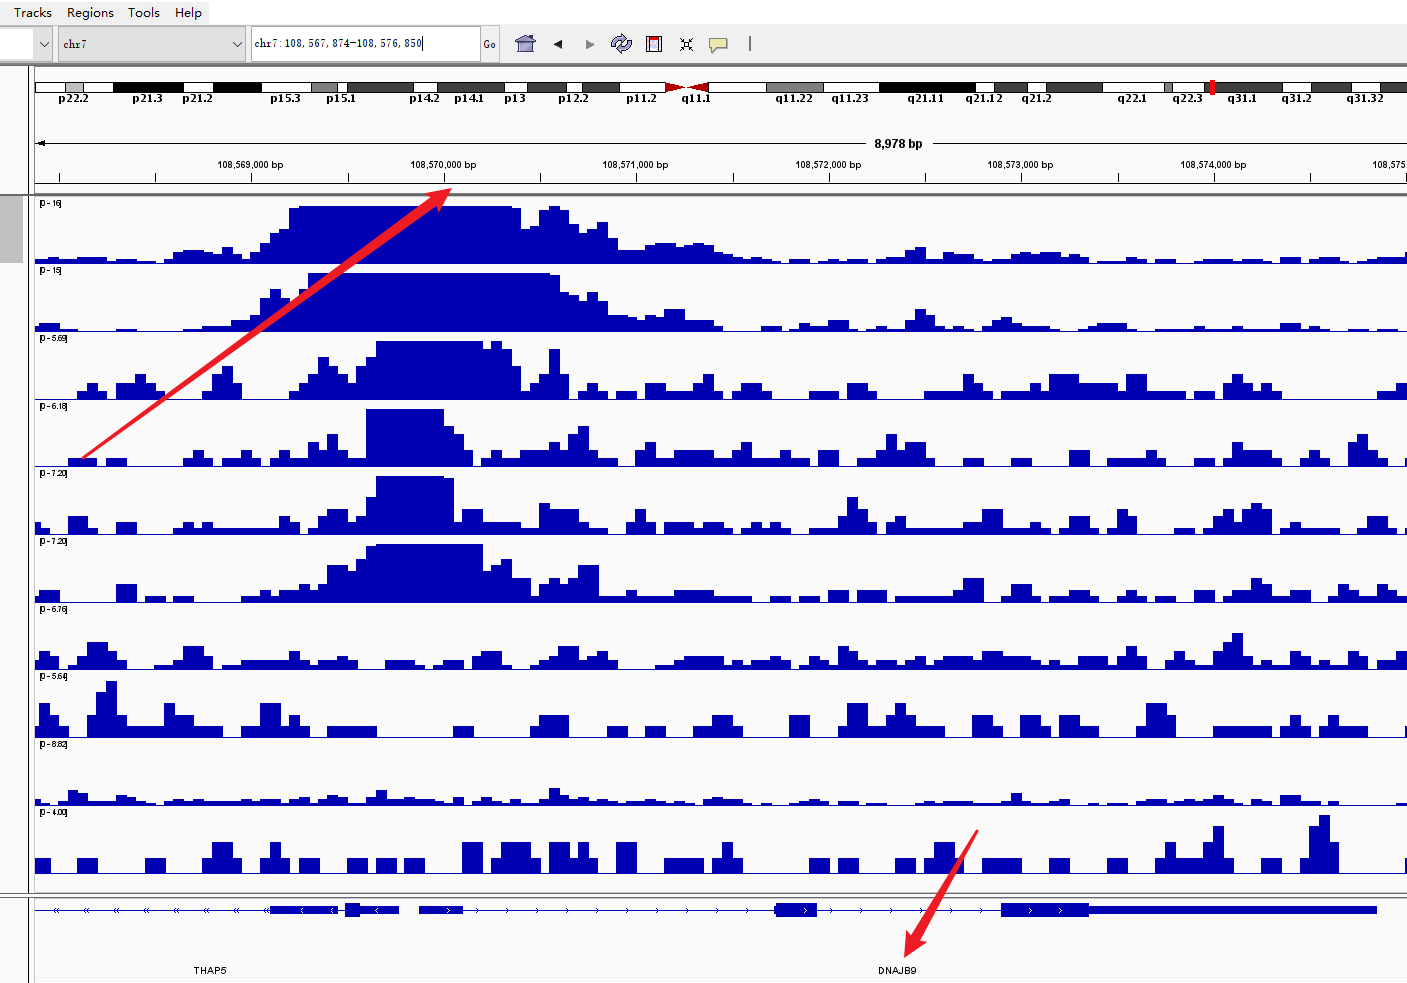 Tracks Regions Tools Help
chr7 chr7:108,567,874-108,576,850 Go
p22.2 p21.3 p21.2 p15.3 p15.1 p14.2 p14.1 p13 p12.2 p11.2 q11.1 q11.22 q11.23 q21.11 q21.12 q21.2 q22.1 q22.3 q31.1 q31.2 q31.32
8,978 bp
108,569,000 bp 108,570,000 bp 108,571,000 bp 108,572,000 bp 108,573,000 bp 108,574,000 bp 108,575
[0 - 16]
[0 - 15]
[0 - 5.69]
[0 - 6.18]
[0 - 7.20]
[0 - 7.20]
[0 - 6.76]
[0 - 5.64]
[0 - 8.82]
[0 - 4.00]
THAP5 DNAJB9